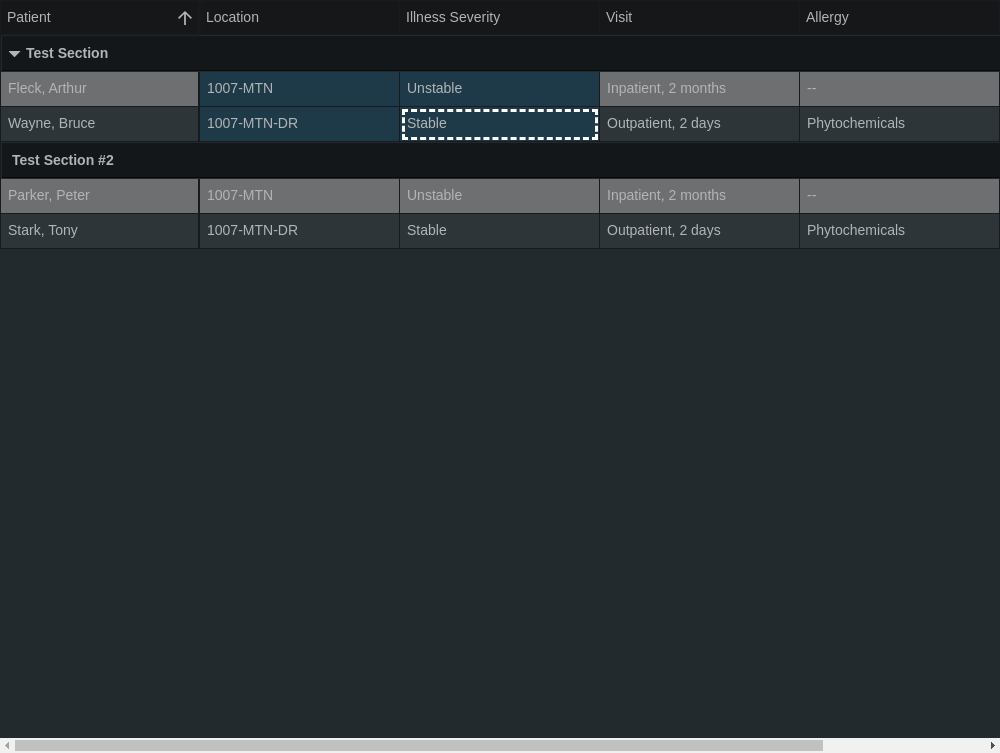 Patient Location Illness Severity Visit Allergy
Test Section
Fleck, Arthur 1007-MTN Unstable Inpatient, 2 months --
Wayne, Bruce 1007-MTN-DR Stable Outpatient, 2 days Phytochemicals
Test Section #2
Parker, Peter 1007-MTN Unstable Inpatient, 2 months --
Stark, Tony 1007-MTN-DR Stable Outpatient, 2 days Phytochemicals